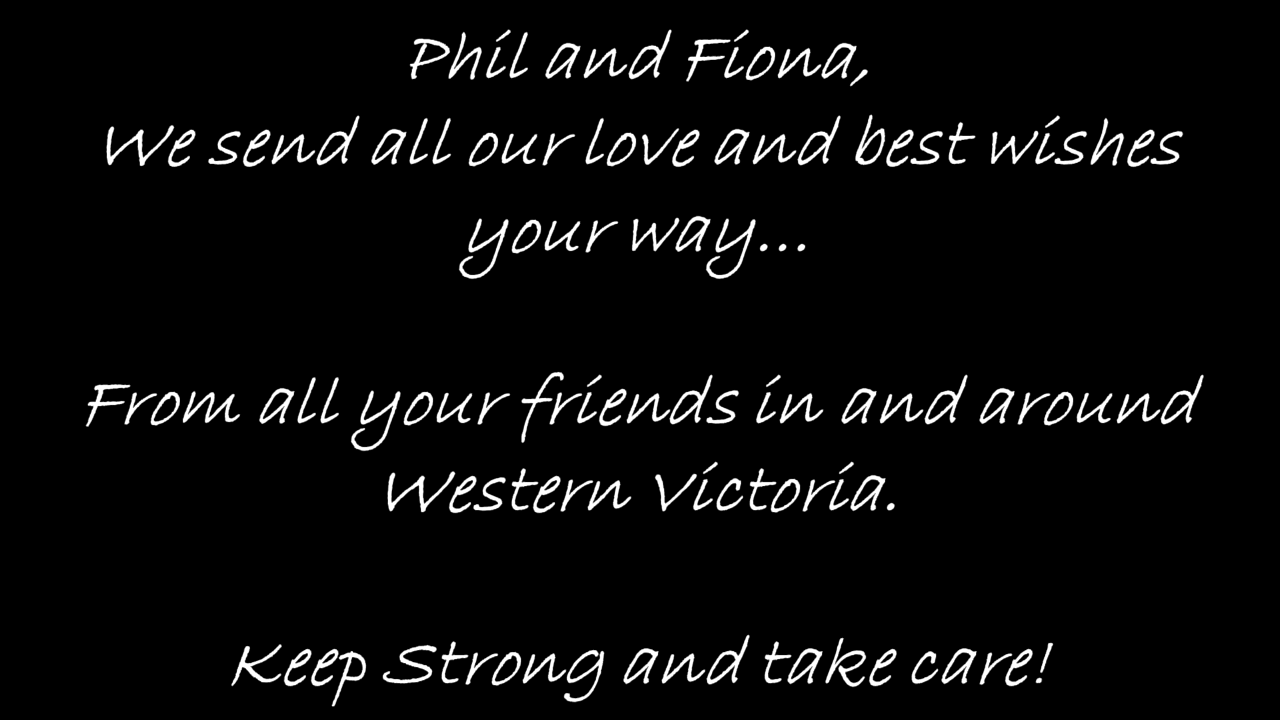 Phil and Fiona,
We send all our love and best wishes
your way...
From all your friends in and around
Western Victoria.
Keep Strong and take care!